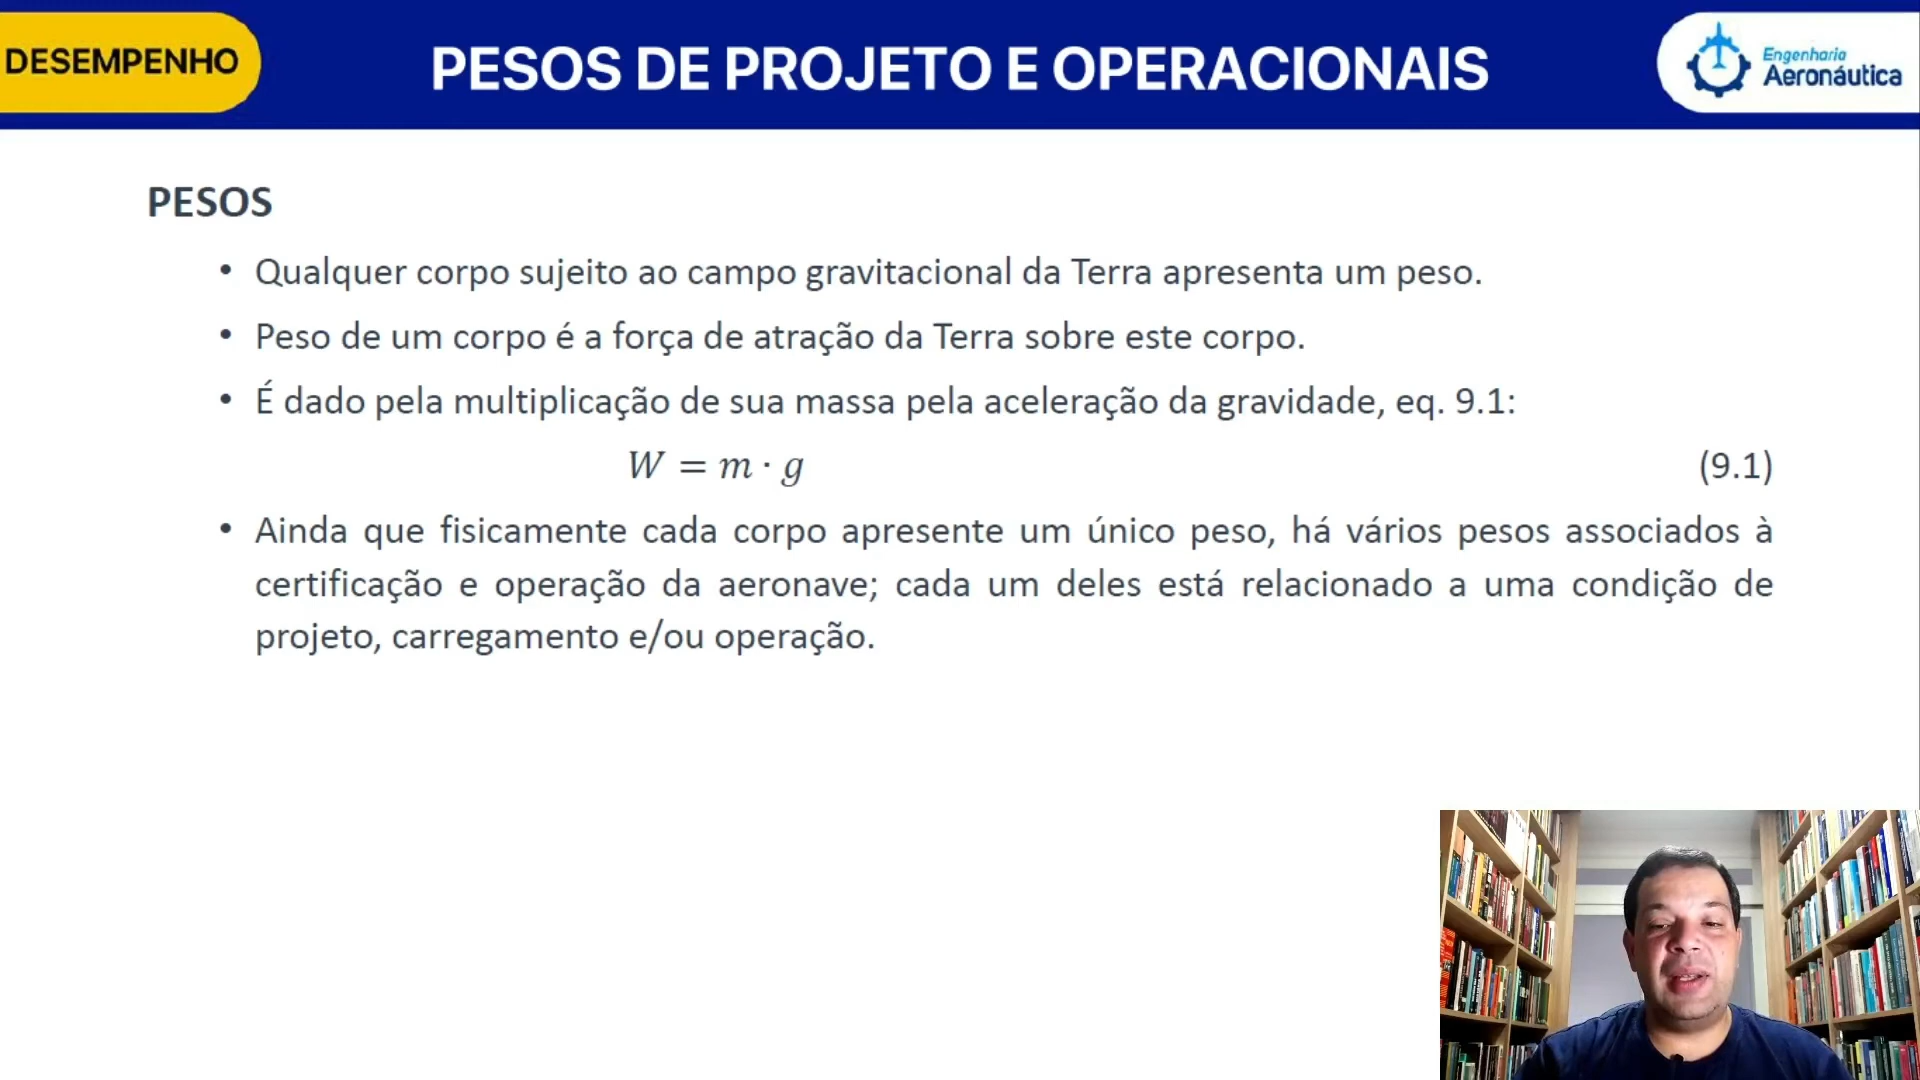 DESEMPENHO
PESOS DE PROJETO E OPERACIONAIS
Engenharia
Aeronáutica
PESOS
• Qualquer corpo sujeito ao campo gravitacional da Terra apresenta um peso.
• Peso de um corpo é a força de atração da Terra sobre este corpo.
• É dado pela multiplicação de sua massa pela aceleração da gravidade, eq. 9.1:
W = m · g (9.1)
• Ainda que fisicamente cada corpo apresente um único peso, há vários pesos associados à
certificação e operação da aeronave; cada um deles está relacionado a uma condição de
projeto, carregamento e/ou operação.